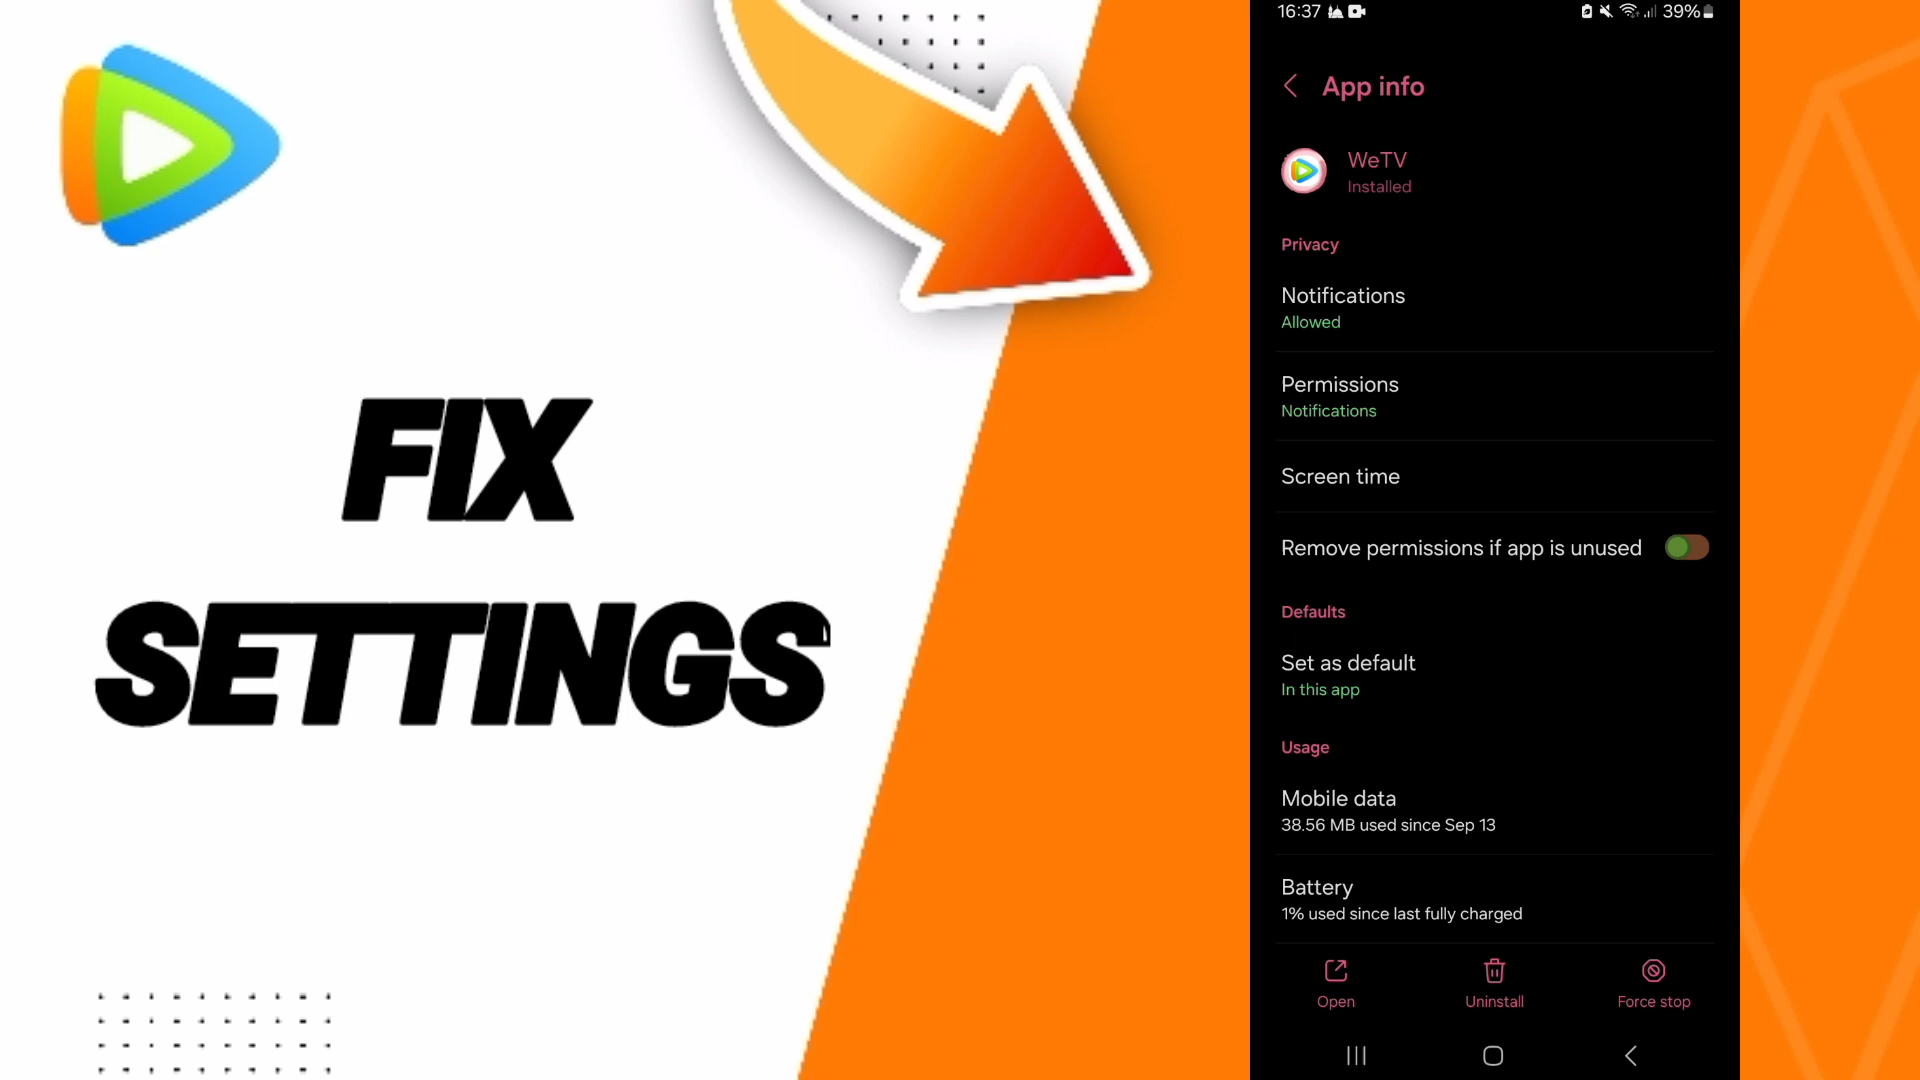 FIX
SETTINGS
16:37
39%
App info
WeTV
Installed
Privacy
Notifications
Allowed
Permissions
Notifications
Screen time
Remove permissions if app is unused
Defaults
Set as default
In this app
Usage
Mobile data
38.56 MB used since Sep 13
Battery
1% used since last fully charged
Open
Uninstall
Force stop